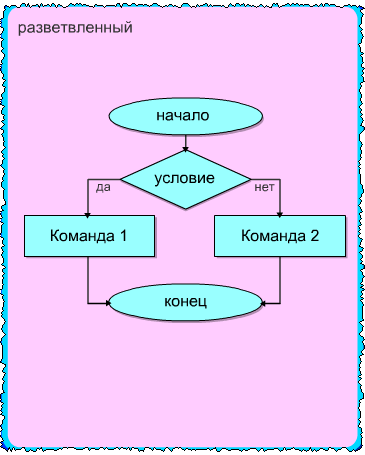 разветвленный
начало
условие
да
нет
Команда 1
Команда 2
конец